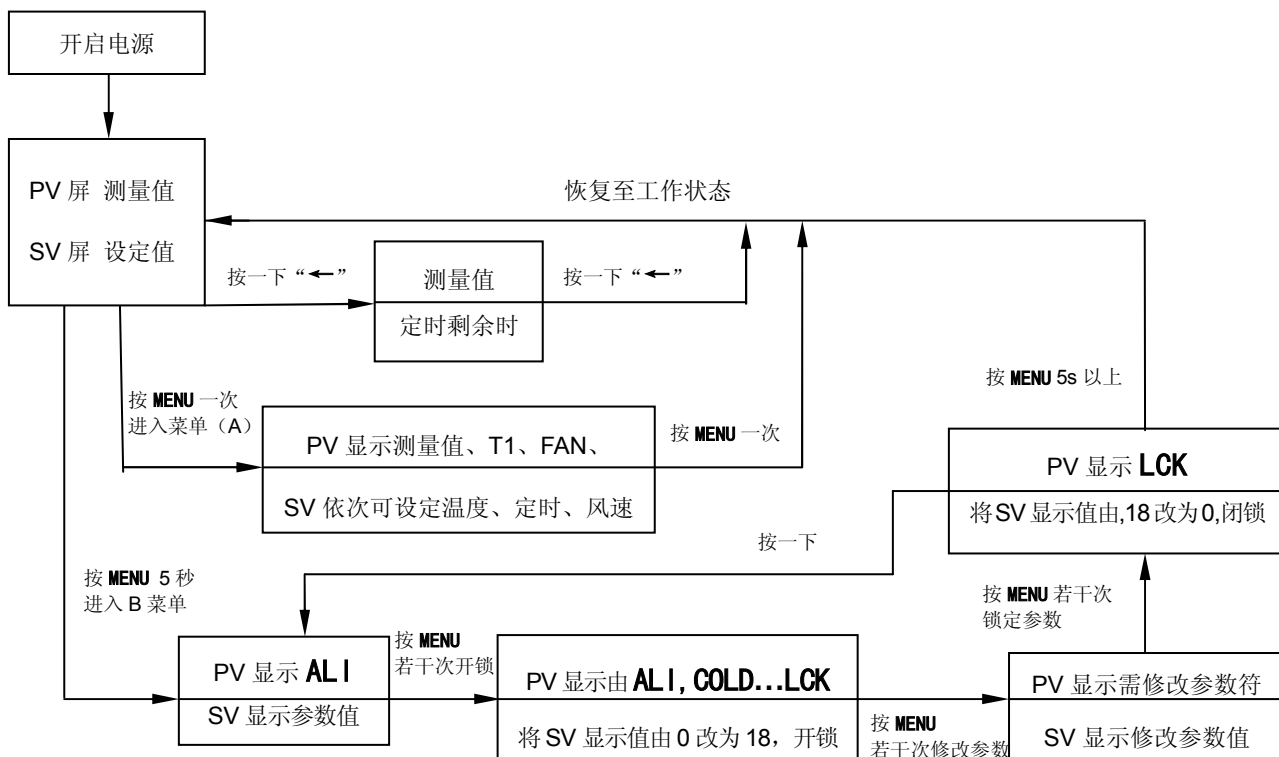 开启电源
PV 屏 测量值
SV 屏 设定值
恢复至工作状态
按一下“←”
测量值
定时剩余时
按一下“←”
按 MENU 一次
进入菜单（A）
PV 显示测量值、T1、FAN、
SV 依次可设定温度、定时、风速
按 MENU 一次
按 MENU 5s 以上
PV 显示 LCK
将 SV 显示值由,18 改为 0,闭锁
按一下
按 MENU 5 秒
进入 B 菜单
PV 显示 ALI
SV 显示参数值
按 MENU
若干次开锁
PV 显示由 ALI, COLD...LCK
将 SV 显示值由 0 改为 18，开锁
按 MENU
若干次修改参数
按 MENU 若干次
锁定参数
PV 显示需修改参数符
SV 显示修改参数值